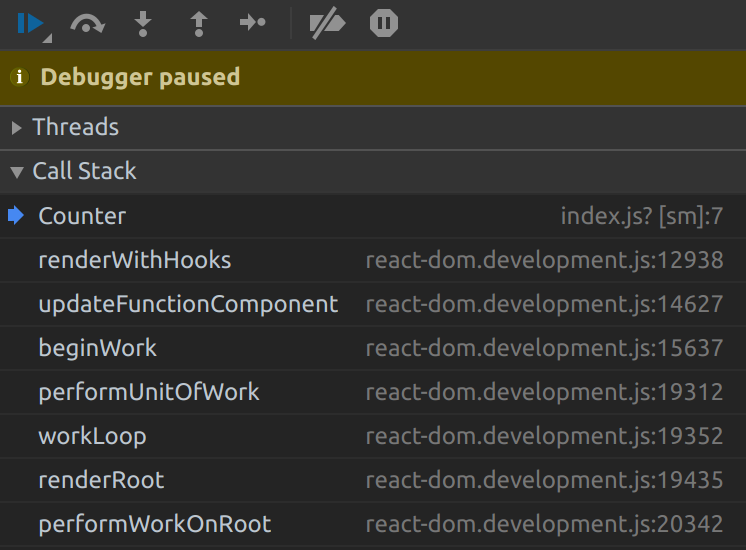 Debugger paused
Threads
Call Stack
Counter index.js? [sm]:7
renderWithHooks react-dom.development.js:12938
updateFunctionComponent react-dom.development.js:14627
beginWork react-dom.development.js:15637
performUnitOfWork react-dom.development.js:19312
workLoop react-dom.development.js:19352
renderRoot react-dom.development.js:19435
performWorkOnRoot react-dom.development.js:20342